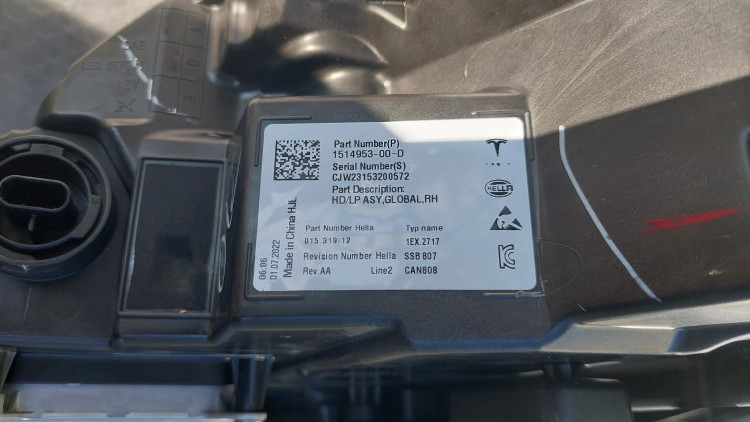 Part Number(P)
1514953-00-D
Serial Number(S)
CJW23153200572
Part Description:
HD/LP ASY,GLOBAL,RH
HELLA
Part Number Hella Typ name
015.319.12 1EX.2717
Revision Number Hella SSB 807
Rev.AA Line2 CAN808
06:06
01.07.2022
Made in China HJL
12V